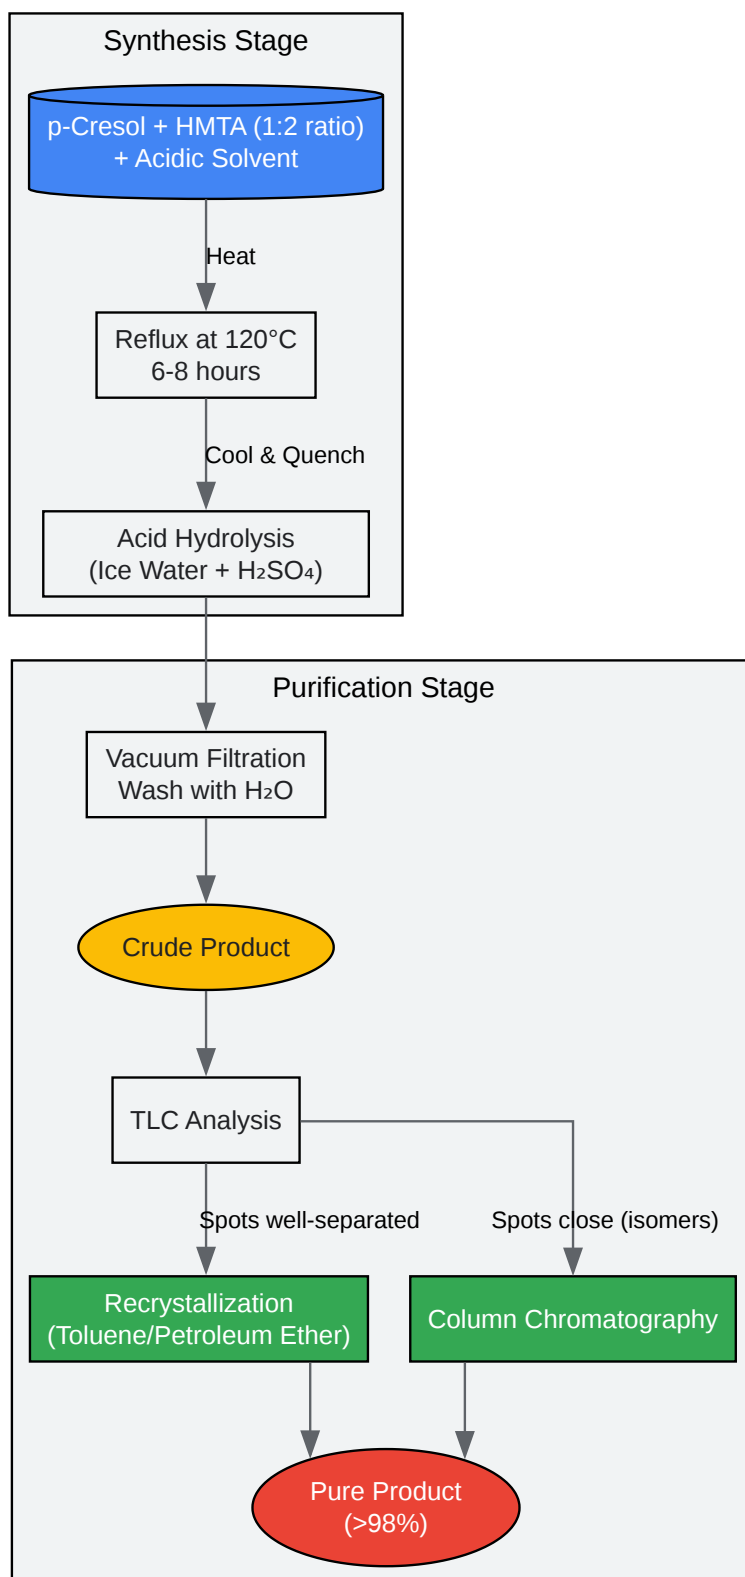 Synthesis Stage
p-Cresol + HMTA (1:2 ratio)
+ Acidic Solvent
Heat
Reflux at 120°C
6-8 hours
Cool & Quench
Acid Hydrolysis
(Ice Water + H₂SO₄)
Purification Stage
Vacuum Filtration
Wash with H₂O
Crude Product
TLC Analysis
Spots well-separated
Spots close (isomers)
Recrystallization
(Toluene/Petroleum Ether)
Column Chromatography
Pure Product
(>98%)